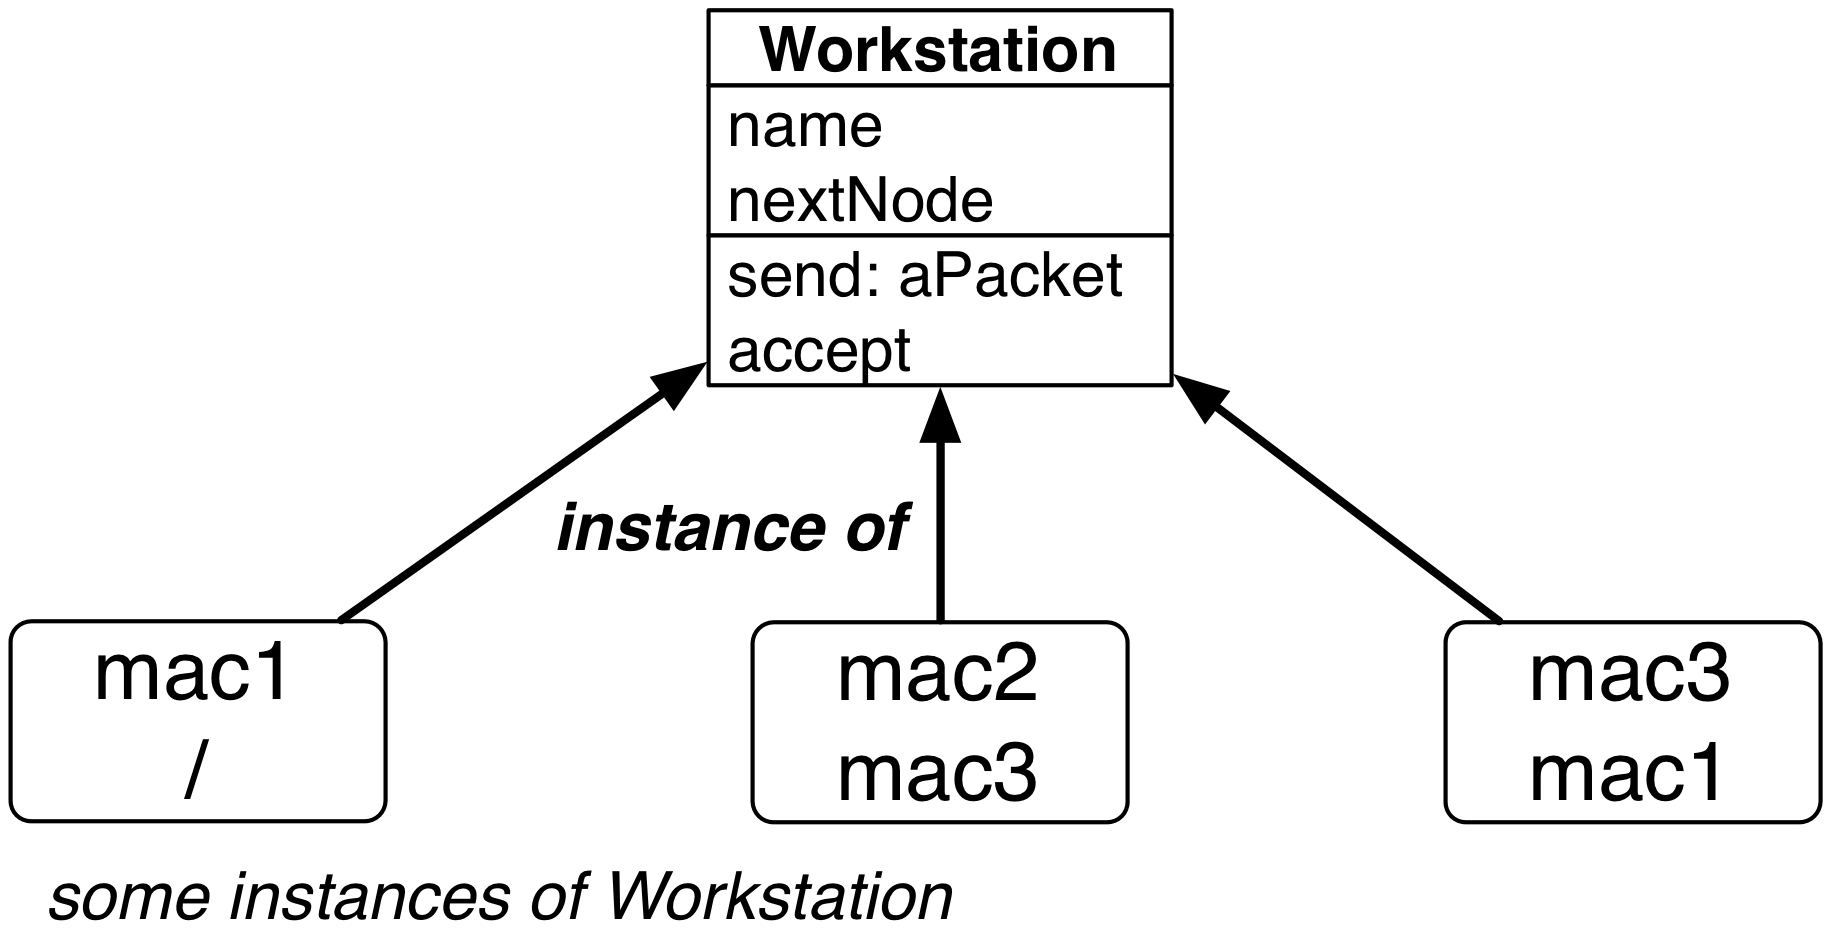 Workstation
name
nextNode
send: aPacket
accept
instance of
mac1
/
mac2
mac3
mac3
mac1
some instances of Workstation